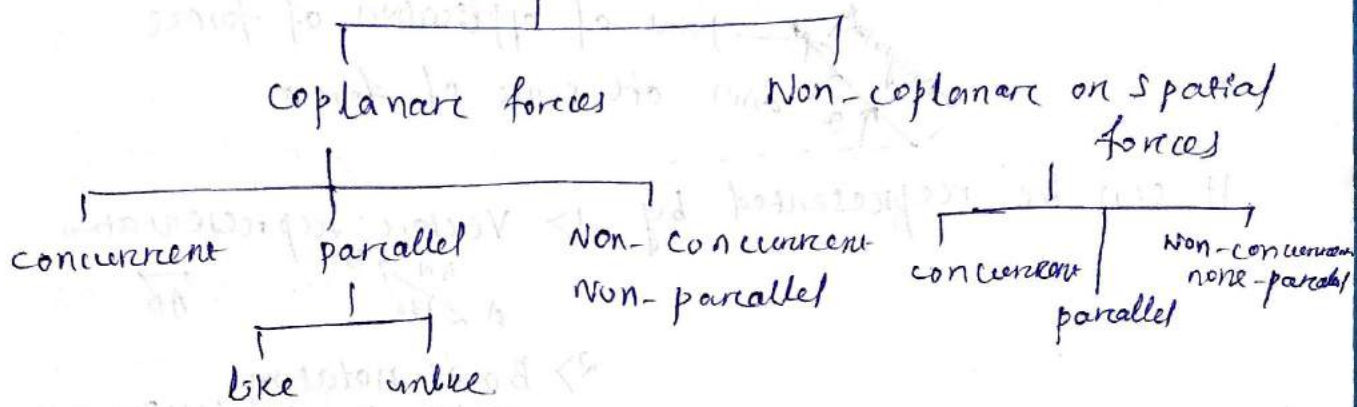 coplanare forces
Non-coplanare on spatial
forces
concurrent
parallel
Non-concurrent
Non-parallel
like
unlike
concurrent
parallel
Non-concurrent
none-parallel